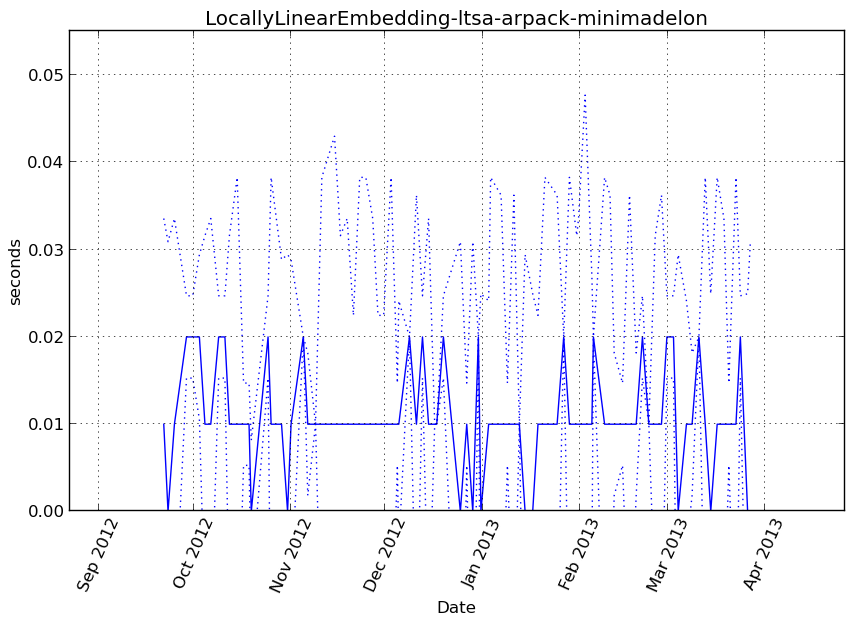 LocallyLinearEmbedding-ltsa-arpack-minimadelon
0.05
0.04
0.03
0.02
0.01
0.00
seconds
Sep 2012
Oct 2012
Nov 2012
Dec 2012
Jan 2013
Feb 2013
Mar 2013
Apr 2013
Date